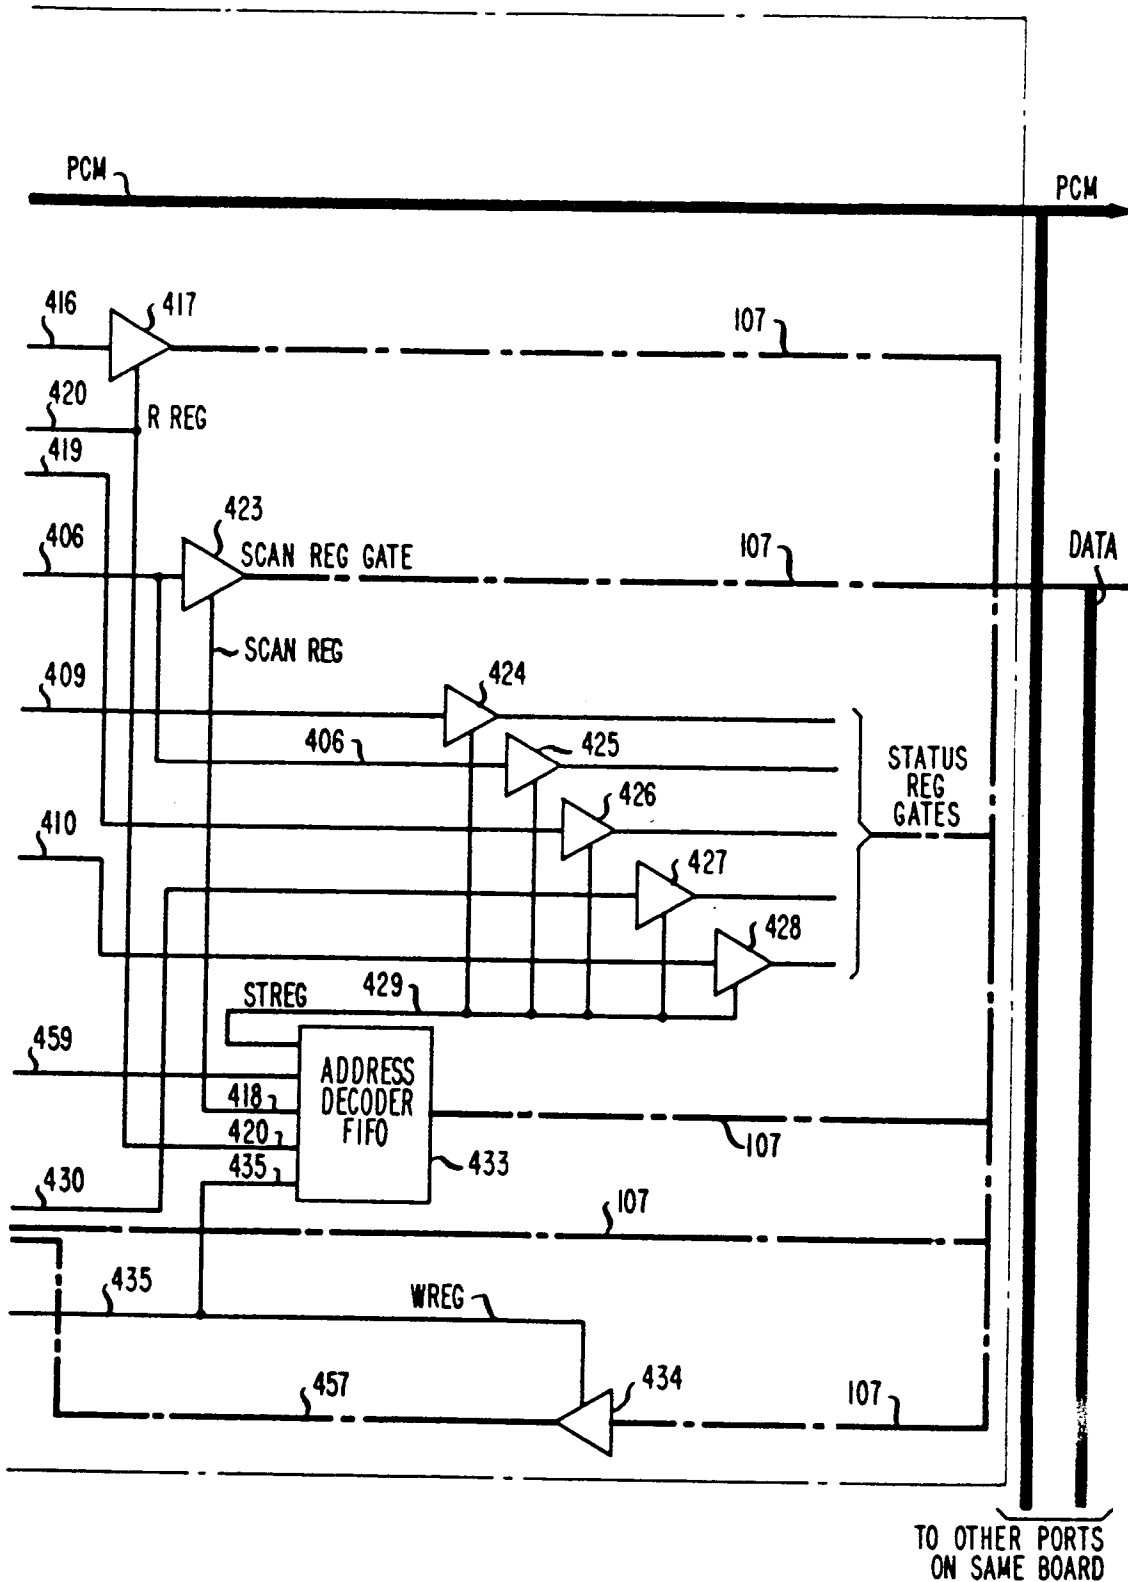 PCM
PCM
416
417
107
420
R REG
419
423
406
SCAN REG GATE
107
DATA
SCAN REG
409
424
406
425
STATUS
REG
GATES
426
410
427
428
STREG
429
459
ADDRESS
DECODER
FIFO
418
420
435
433
107
430
107
435
WREG
457
434
107
TO OTHER PORTS
ON SAME BOARD